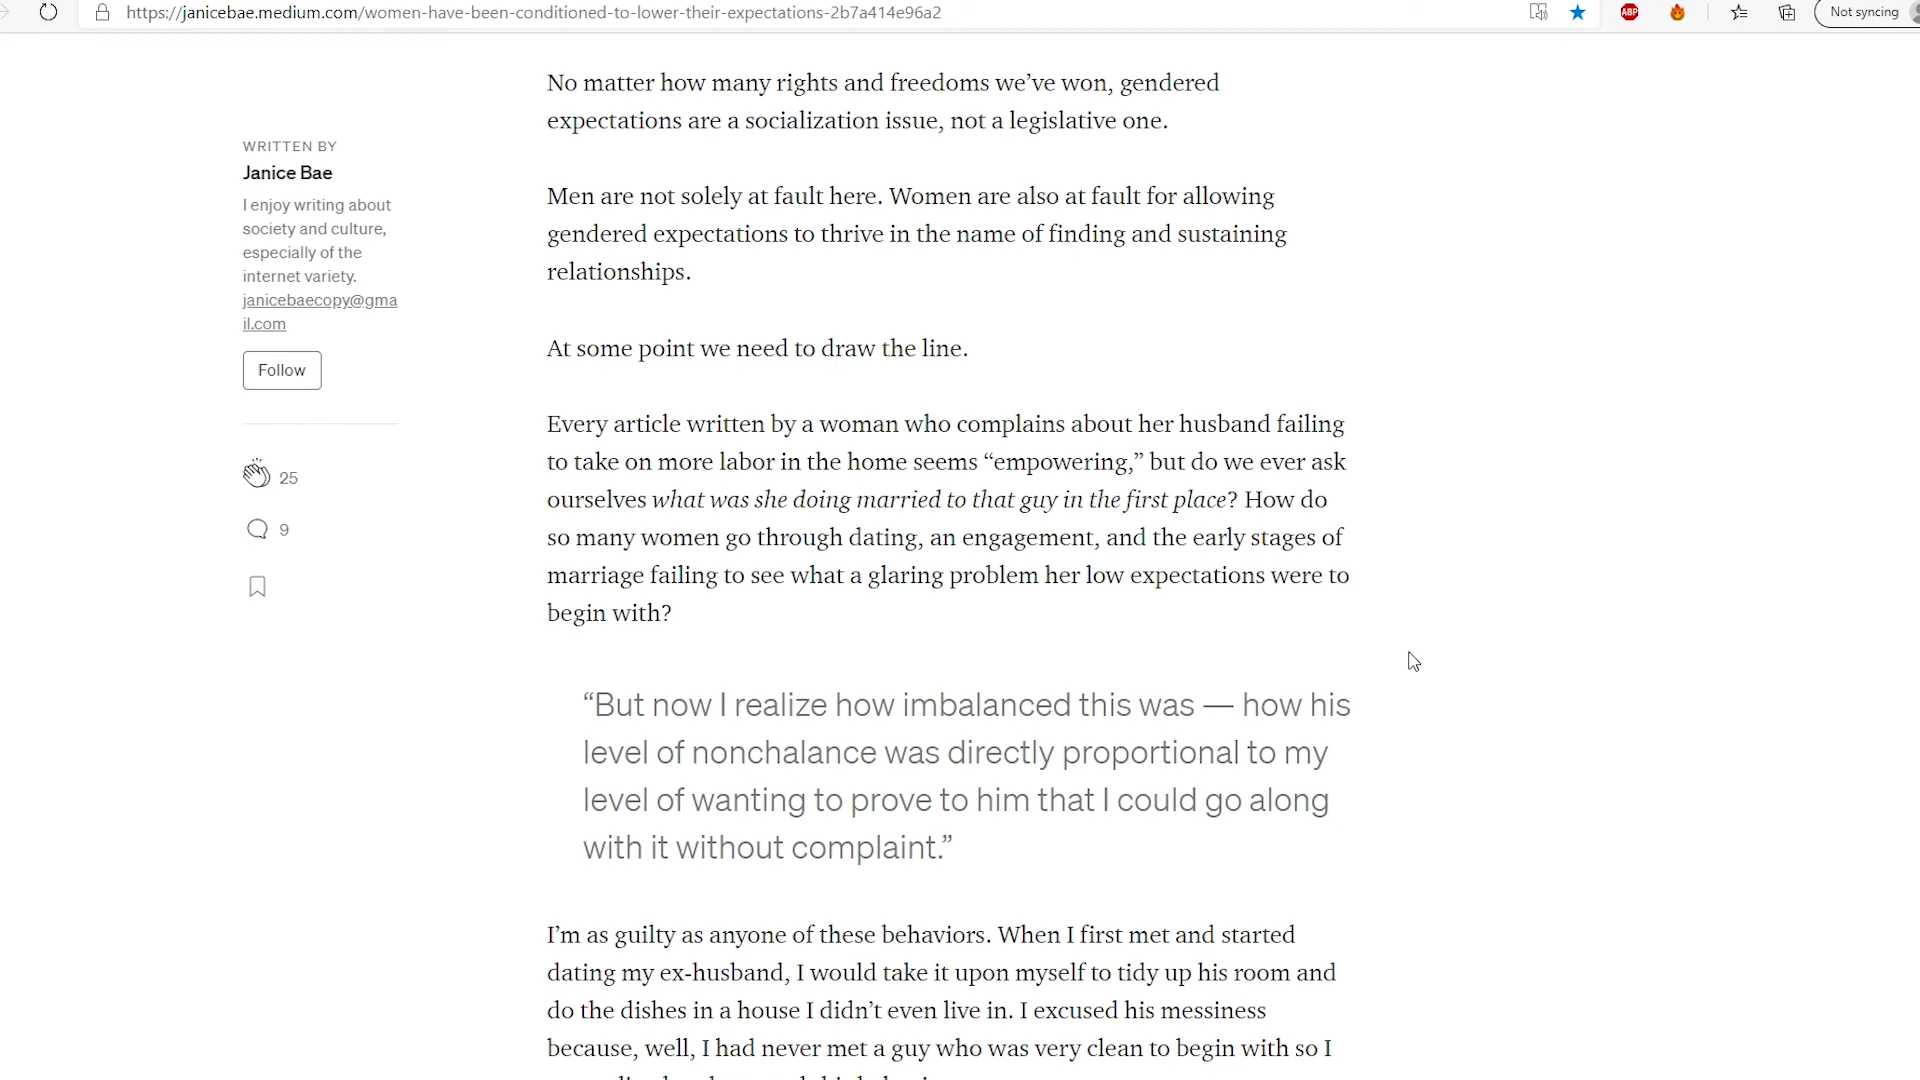 https://janicebae.medium.com/women-have-been-conditioned-to-lower-their-expectations-2b7a414e96a2
ABP
Not syncing
WRITTEN BY
Janice Bae
I enjoy writing about
society and culture,
especially of the
internet variety.
janicebaecopy@gma
il.com
Follow
25
9
No matter how many rights and freedoms we’ve won, gendered
expectations are a socialization issue, not a legislative one.
Men are not solely at fault here. Women are also at fault for allowing
gendered expectations to thrive in the name of finding and sustaining
relationships.
At some point we need to draw the line.
Every article written by a woman who complains about her husband failing
to take on more labor in the home seems “empowering,” but do we ever ask
ourselves what was she doing married to that guy in the first place? How do
so many women go through dating, an engagement, and the early stages of
marriage failing to see what a glaring problem her low expectations were to
begin with?
“But now I realize how imbalanced this was — how his
level of nonchalance was directly proportional to my
level of wanting to prove to him that I could go along
with it without complaint.”
I’m as guilty as anyone of these behaviors. When I first met and started
dating my ex-husband, I would take it upon myself to tidy up his room and
do the dishes in a house I didn’t even live in. I excused his messiness
because, well, I had never met a guy who was very clean to begin with so I